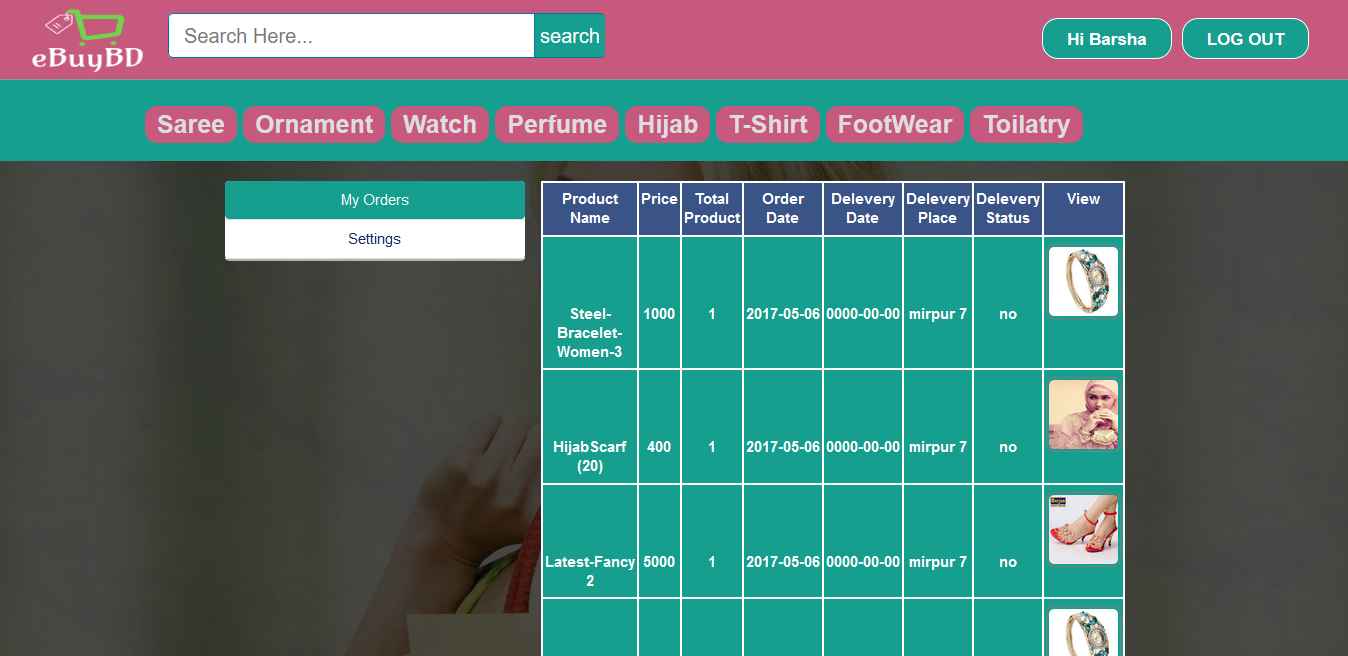 eBuyBD
Search Here...
search
Hi Barsha
LOG OUT
Saree
Ornament
Watch
Perfume
Hijab
T-Shirt
FootWear
Toilatry
My Orders
Settings
Product
Name
Price
Total
Product
Order
Date
Delevery
Date
Delevery
Place
Delevery
Status
View
Steel-
Bracelet-
Women-3
1000
1
2017-05-06
0000-00-00
mirpur 7
no
HijabScarf
(20)
400
1
2017-05-06
0000-00-00
mirpur 7
no
Latest-Fancy
2
5000
1
2017-05-06
0000-00-00
mirpur 7
no